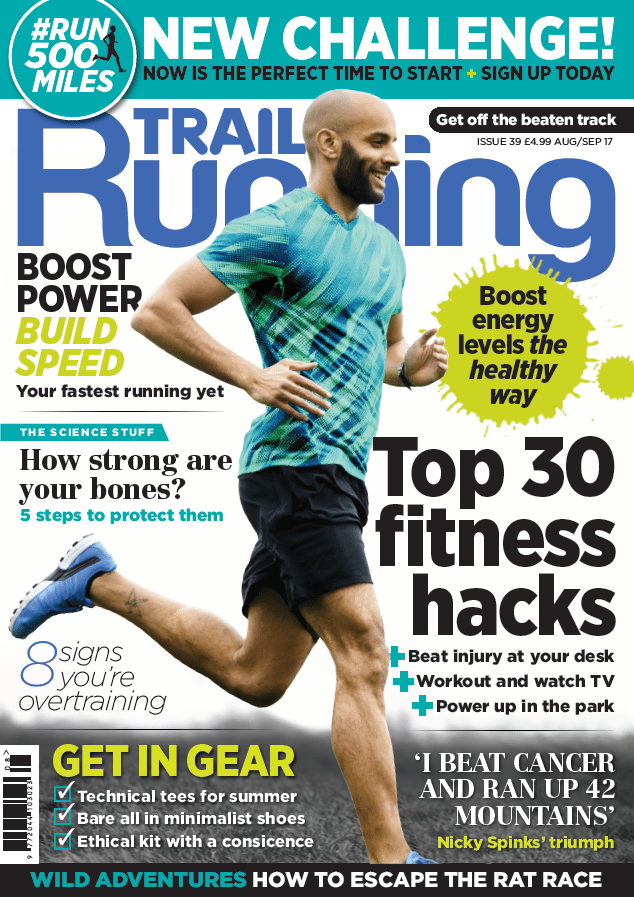 #RUN
500
MILES
NEW CHALLENGE!
NOW IS THE PERFECT TIME TO START + SIGN UP TODAY
Get off the beaten track
ISSUE 39 £4.99 AUG/SEP 17
TRAIL
Running
BOOST
POWER
BUILD
SPEED
Your fastest running yet
Boost
energy
levels the
healthy
way
THE SCIENCE STUFF
How strong are
your bones?
5 steps to protect them
Top 30
fitness
hacks
+Beat injury at your desk
+Workout and watch TV
+Power up in the park
8 signs
you're
overtraining
GET IN GEAR
Technical tees for summer
Bare all in minimalist shoes
Ethical kit with a consicence
‘I BEAT CANCER
AND RAN UP 42
MOUNTAINS’
Nicky Spinks’ triumph
08>
9 772044 103023
WILD ADVENTURES HOW TO ESCAPE THE RAT RACE